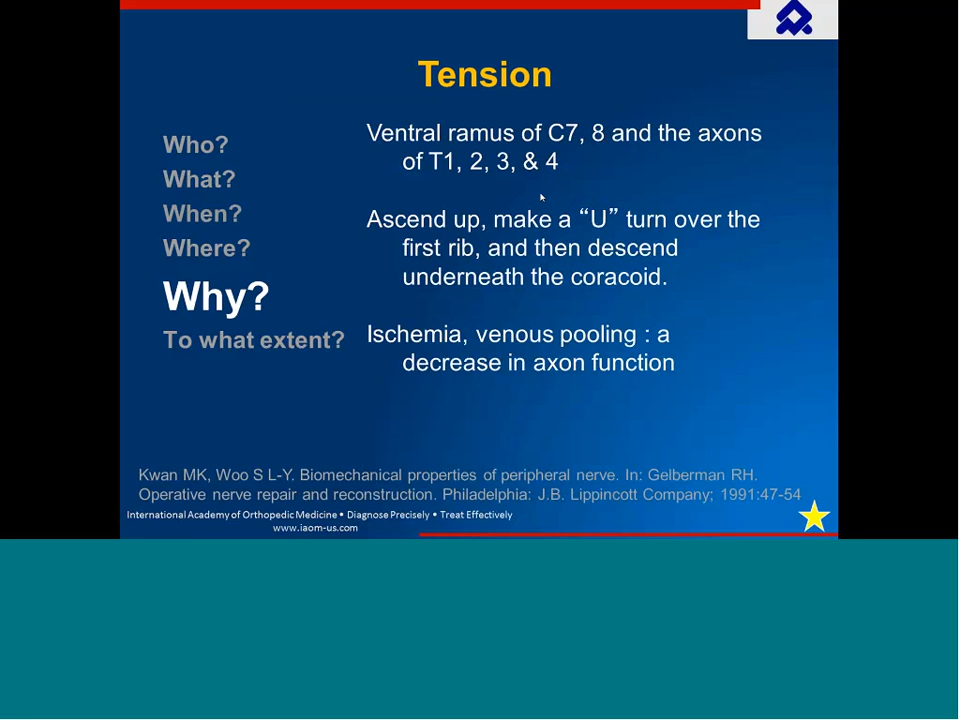 Tension
Who?
What?
When?
Where?
Why?
To what extent?
Ventral ramus of C7, 8 and the axons
of T1, 2, 3, & 4
Ascend up, make a “U” turn over the
first rib, and then descend
underneath the coracoid.
Ischemia, venous pooling : a
decrease in axon function
Kwan MK, Woo S L-Y. Biomechanical properties of peripheral nerve. In: Gelberman RH.
Operative nerve repair and reconstruction. Philadelphia: J.B. Lippincott Company; 1991:47-54
International Academy of Orthopedic Medicine • Diagnose Precisely • Treat Effectively
www.iaom-us.com